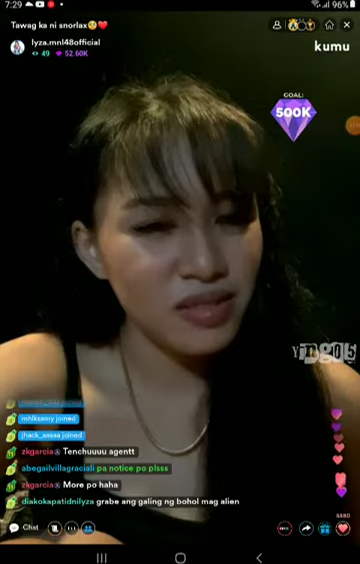 7:29
96%
Tawag ka ni snorlax🥺❤️
lyza.mnl48official
49 52.60K
kumu
GOAL:
500K
mhlksemy joined
jhack_aaaaa joined
zkgarcia Tenchuuuu agentt
abegailvillagraciali pa notice po plsss
zkgarcia More po haha
diakokapatidnilyza grabe ang galing ng bohol mag alien
Chat